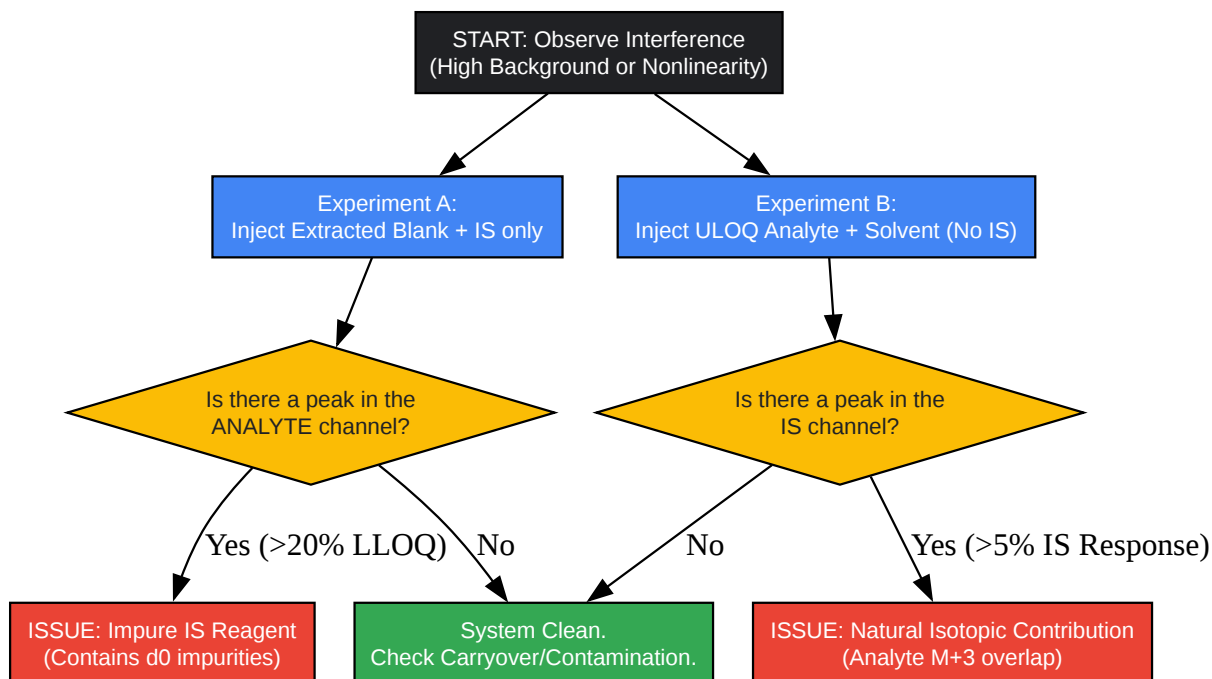 START: Observe Interference
(High Background or Nonlinearity)
Experiment A:
Inject Extracted Blank + IS only
Experiment B:
Inject ULOQ Analyte + Solvent (No IS)
Is there a peak in the
ANALYTE channel?
Is there a peak in the
IS channel?
Yes (>20% LLOQ)
No
No
Yes (>5% IS Response)
ISSUE: Impure IS Reagent
(Contains d0 impurities)
System Clean.
Check Carryover/Contamination.
ISSUE: Natural Isotopic Contribution
(Analyte M+3 overlap)